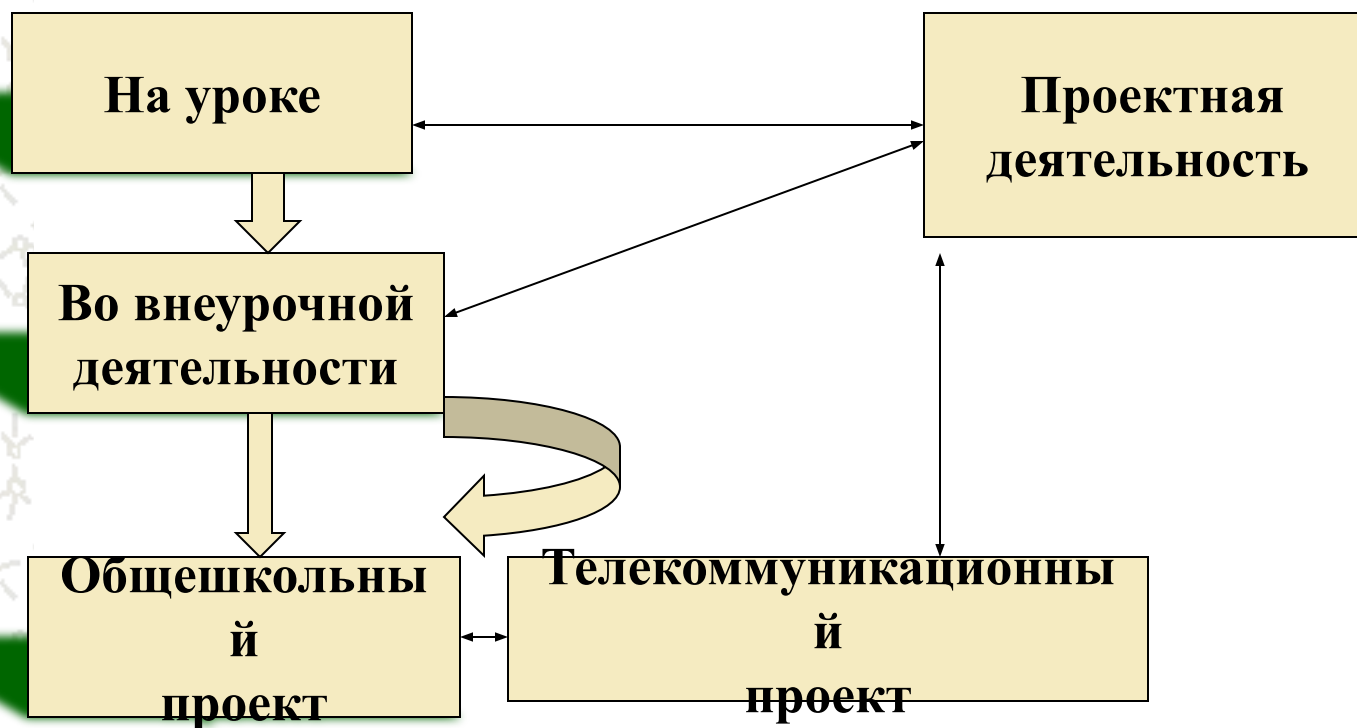 На уроке
Проектная
деятельность
Во внеурочной
деятельности
Общешкольны
й
проект
Телекоммуникационны
й
проект